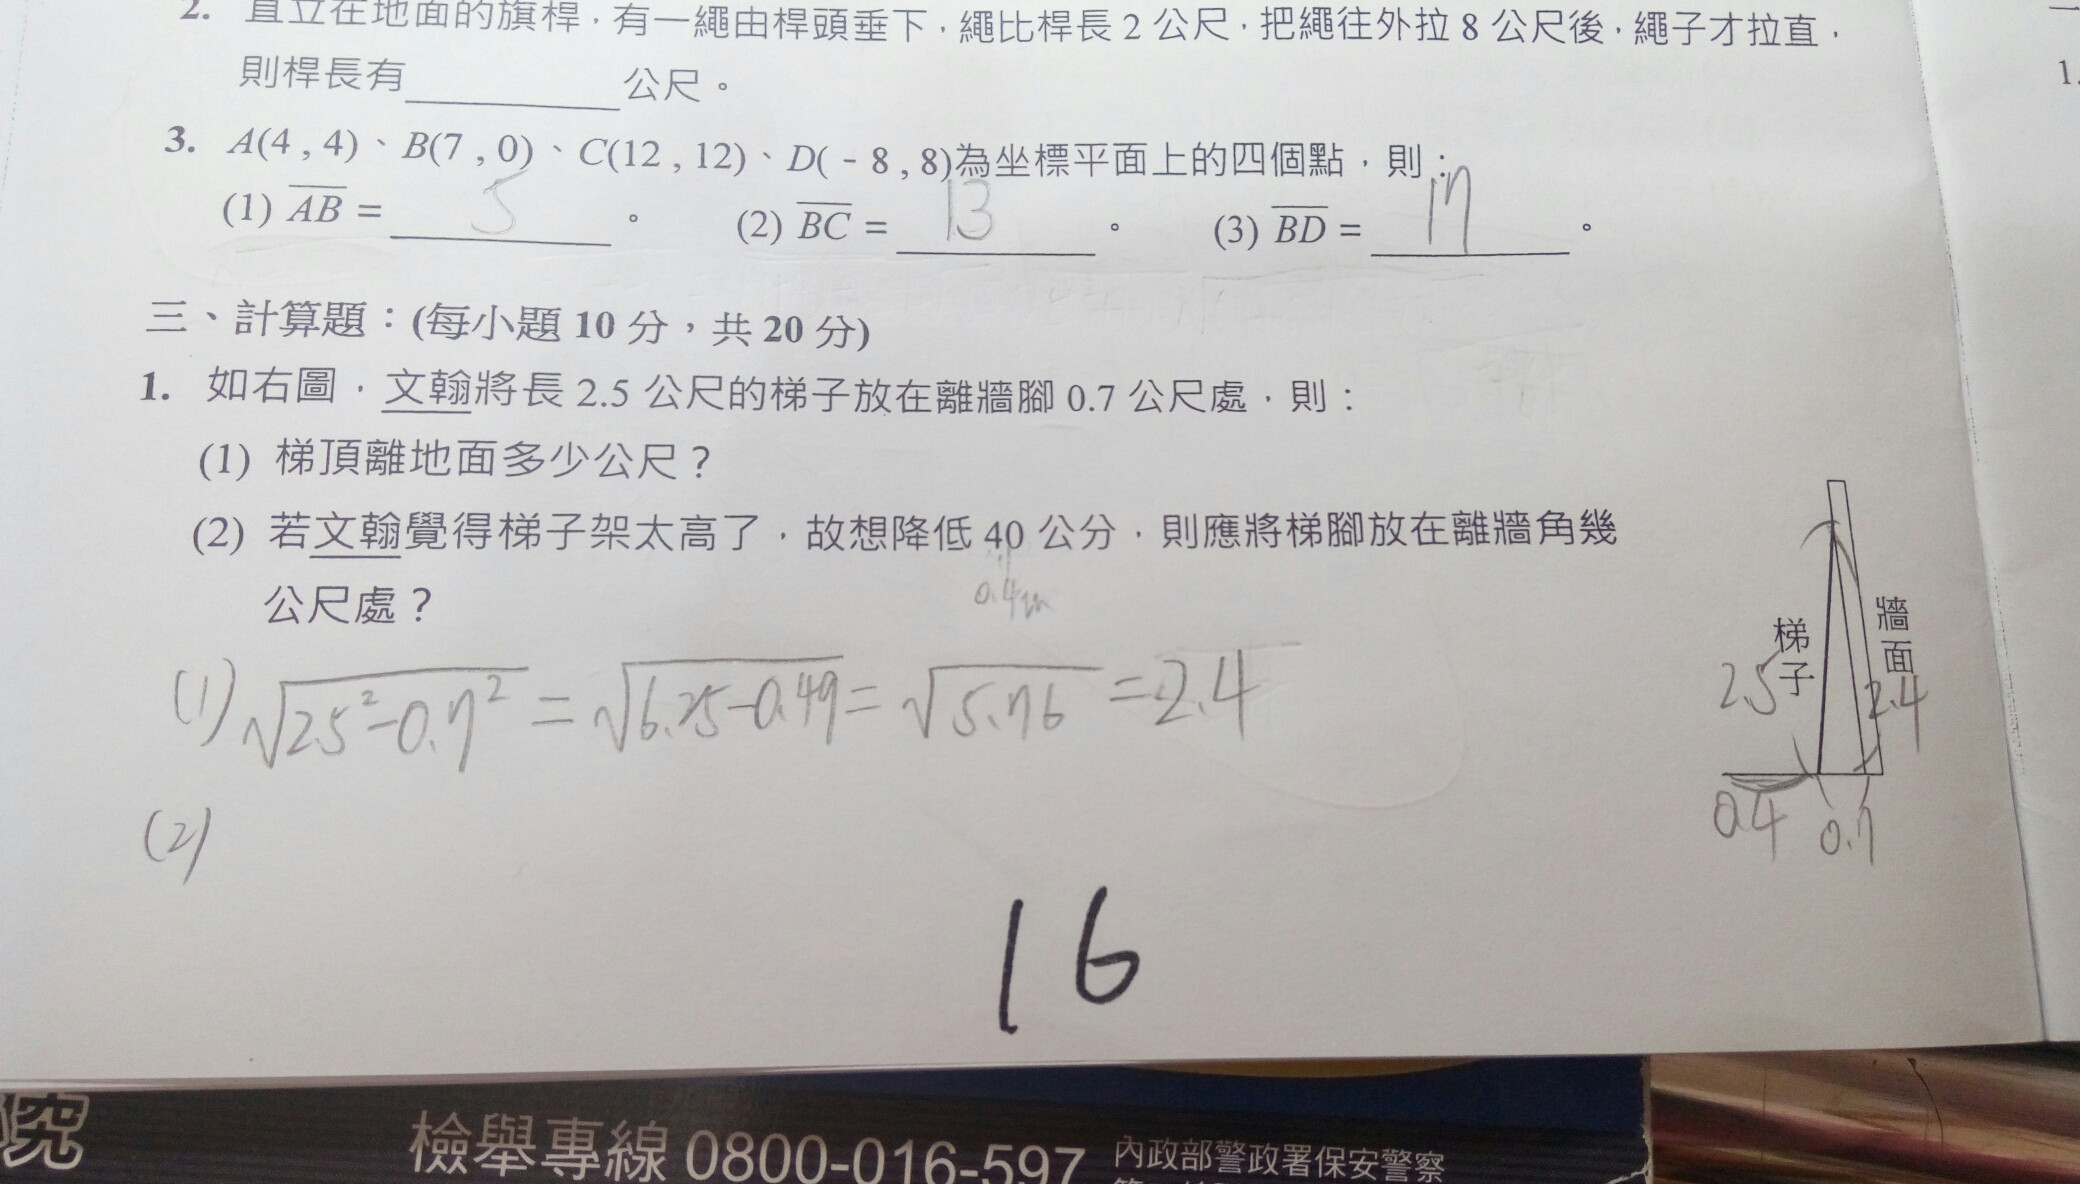 2. 直立在地面的旗桿，有一繩由桿頭垂下，繩比桿長 2 公尺，把繩往外拉 8 公尺後，繩子才拉直，
則桿長有＿＿＿＿＿公尺。
3. A(4 , 4)、B(7 , 0)、C(12 , 12)、D(－8 , 8)為坐標平面上的四個點，則：
(1) AB = 5 。 (2) BC = 13 。 (3) BD = 17 。
三、計算題：(每小題 10 分，共 20 分)
1. 如右圖，文翰將長 2.5 公尺的梯子放在離牆腳 0.7 公尺處，則：
(1) 梯頂離地面多少公尺？
(2) 若文翰覺得梯子架太高了，故想降低 40 公分，則應將梯腳放在離牆角幾
公尺處？
0.4m
(1) √2.5²-0.7² = √6.25-0.49 = √5.76 = 2.4
(2)
梯子
牆面
2.5
2.4
0.4
0.7
16
1.
究
檢舉專線 0800-016-597
內政部警政署保安警察